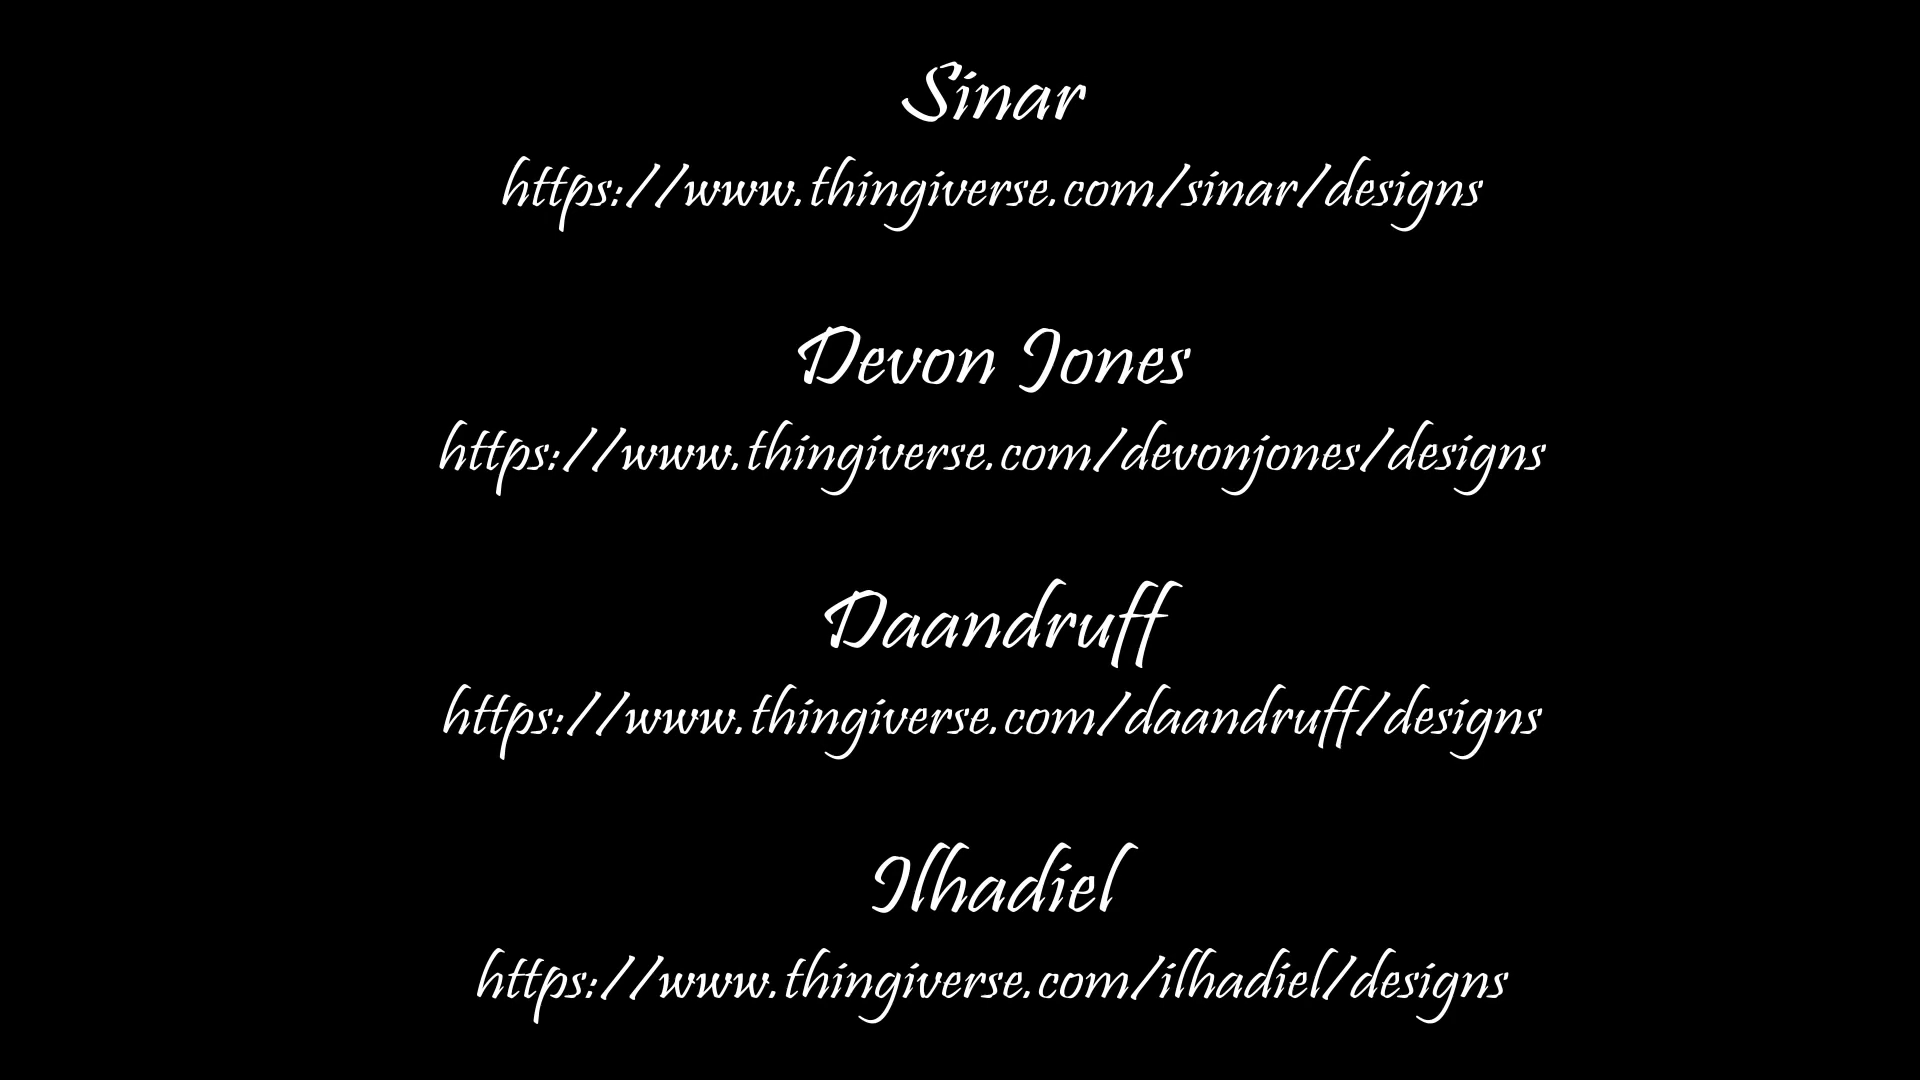 Sinar
https://www.thingiverse.com/sinar/designs
Devon Jones
https://www.thingiverse.com/devonjones/designs
Daandruff
https://www.thingiverse.com/daandruff/designs
Ilhadiel
https://www.thingiverse.com/ilhadiel/designs